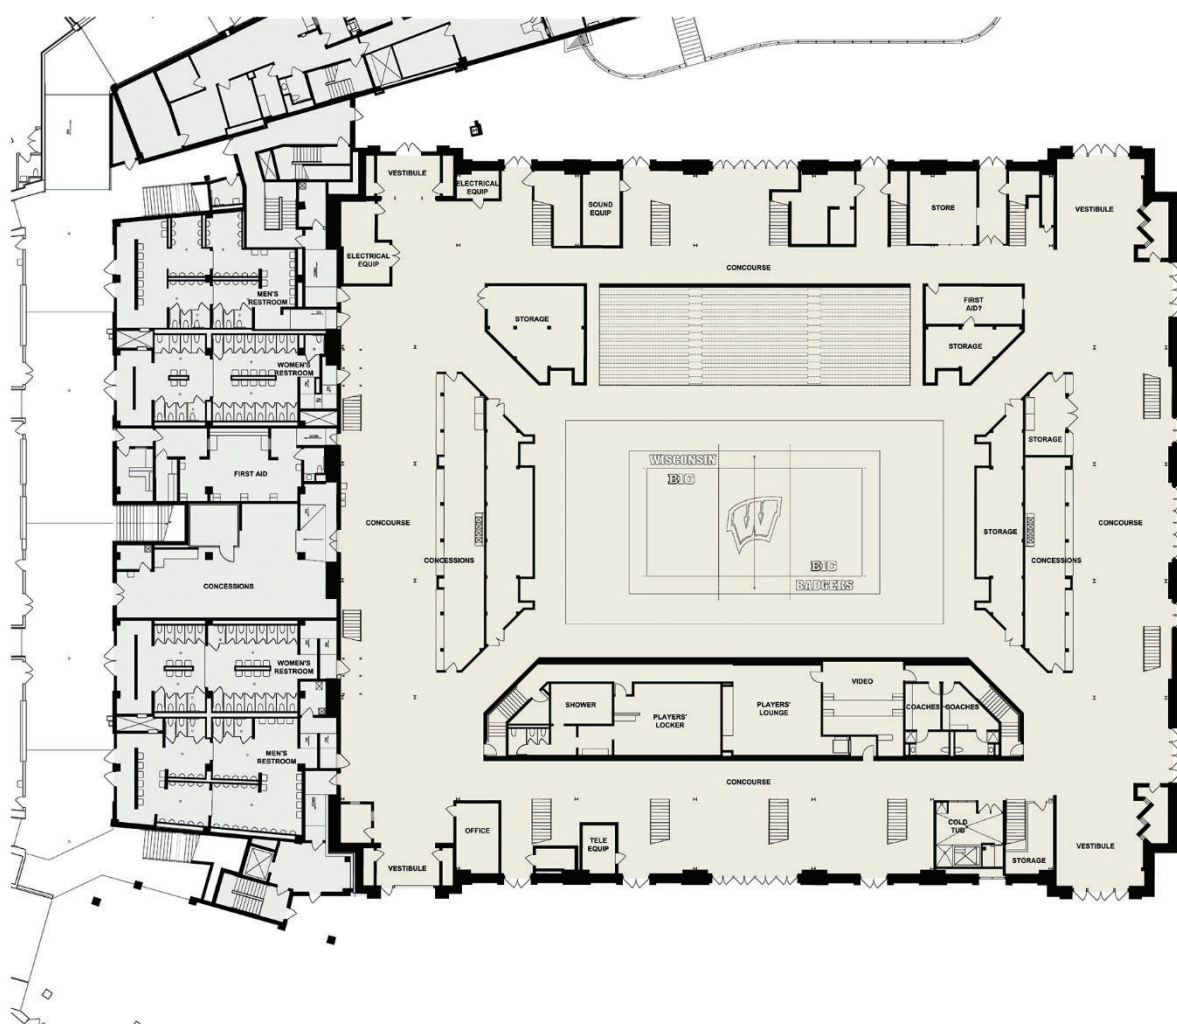 VESTIBULE
ELECTRICAL
EQUIP
SOUND
EQUIP
STORE
VESTIBULE
ELECTRICAL
EQUIP
CONCOURSE
MEN'S
RESTROOM
STORAGE
FIRST
AID?
STORAGE
WOMEN'S
RESTROOM
STORAGE
WISCONSIN
BIG
FIRST AID
W
CONCOURSE
STORAGE
CONCOURSE
CONCESSIONS
CONCESSIONS
CONCESSIONS
BIG
BADGERS
WOMEN'S
RESTROOM
VIDEO
SHOWER
PLAYERS'
LOCKER
PLAYERS'
LOUNGE
COACHES
COACHES
MEN'S
RESTROOM
CONCOURSE
OFFICE
TELE
EQUIP
COLD
TUB
STORAGE
VESTIBULE
VESTIBULE